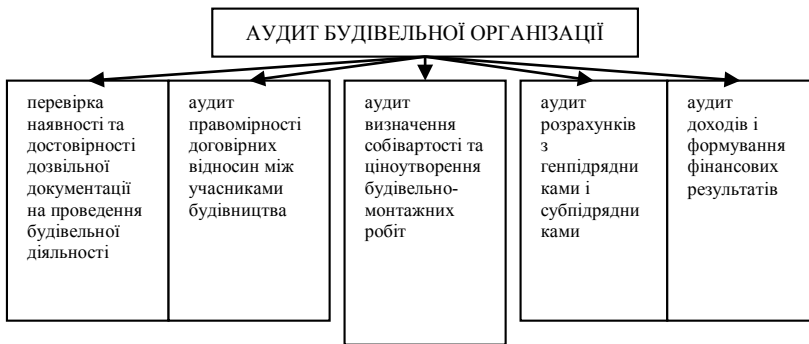 АУДИТ БУДІВЕЛЬНОЇ ОРГАНІЗАЦІЇ
перевірка
наявності та
достовірності
дозвільної
документації
на проведення
будівельної
діяльності
аудит
правомірності
договірних
відносин між
учасниками
будівництва
аудит
визначення
собівартості та
ціноутворення
будівельно-
монтажних
робіт
аудит
розрахунків
з
генпідрядни
ками і
субпідрядни
ками
аудит
доходів і
формування
фінансових
результатів